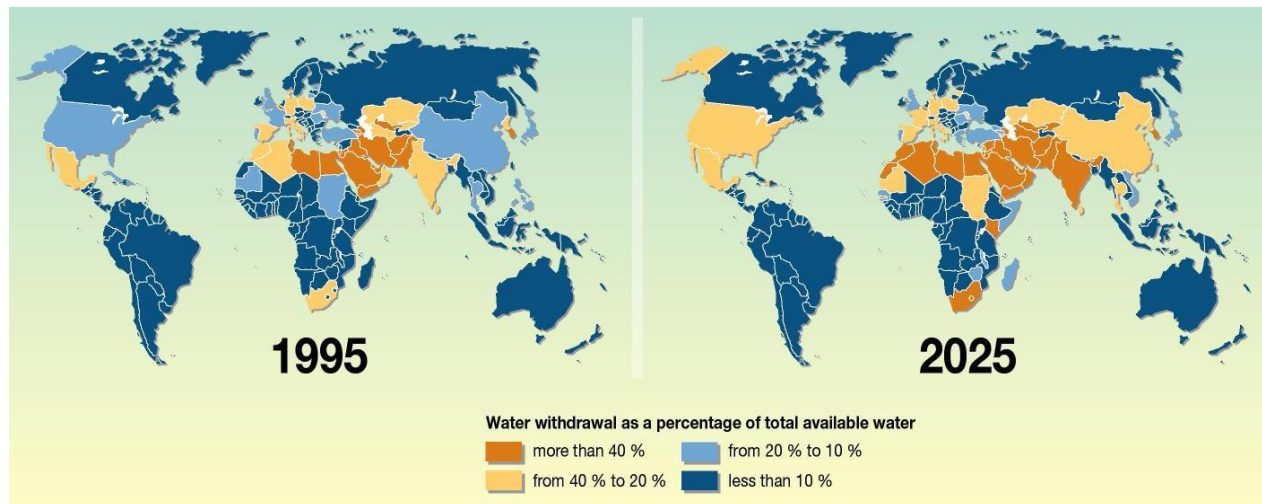 1995
2025
Water withdrawal as a percentage of total available water
more than 40 %
from 20 % to 10 %
from 40 % to 20 %
less than 10 %